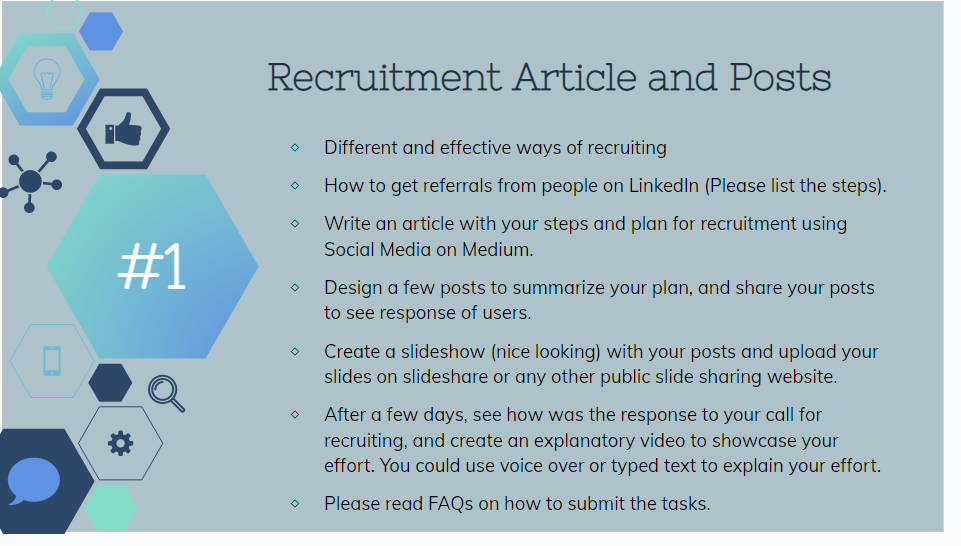 Recruitment Article and Posts
#1
Different and effective ways of recruiting
How to get referrals from people on LinkedIn (Please list the steps).
Write an article with your steps and plan for recruitment using
Social Media on Medium.
Design a few posts to summarize your plan, and share your posts
to see response of users.
Create a slideshow (nice looking) with your posts and upload your
slides on slideshare or any other public slide sharing website.
After a few days, see how was the response to your call for
recruiting, and create an explanatory video to showcase your
effort. You could use voice over or typed text to explain your effort.
Please read FAQs on how to submit the tasks.